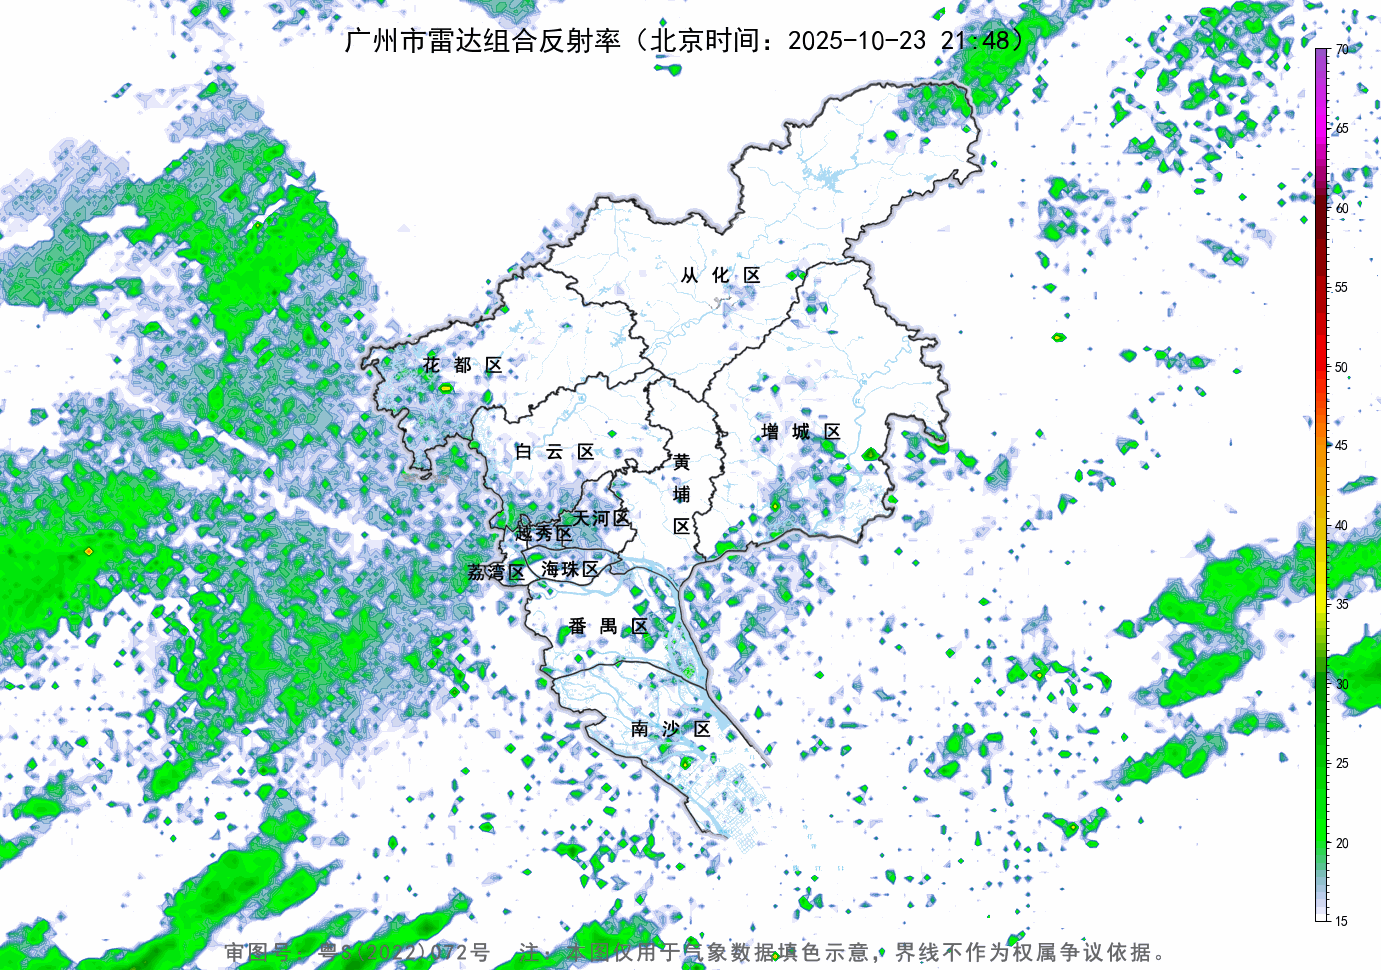 广州市雷达组合反射率（北京时间：2025-10-23 21:48）
70
65
60
55
50
45
40
35
30
25
20
15
从 化 区
花 都 区
增 城 区
白 云 区
黄
埔
区
天河区
越秀区
荔湾区
海珠区
番 禺 区
南 沙 区
审图号：粤S(2022)072号 注：本图仅用于气象数据填色示意，界线不作为权属争议依据。